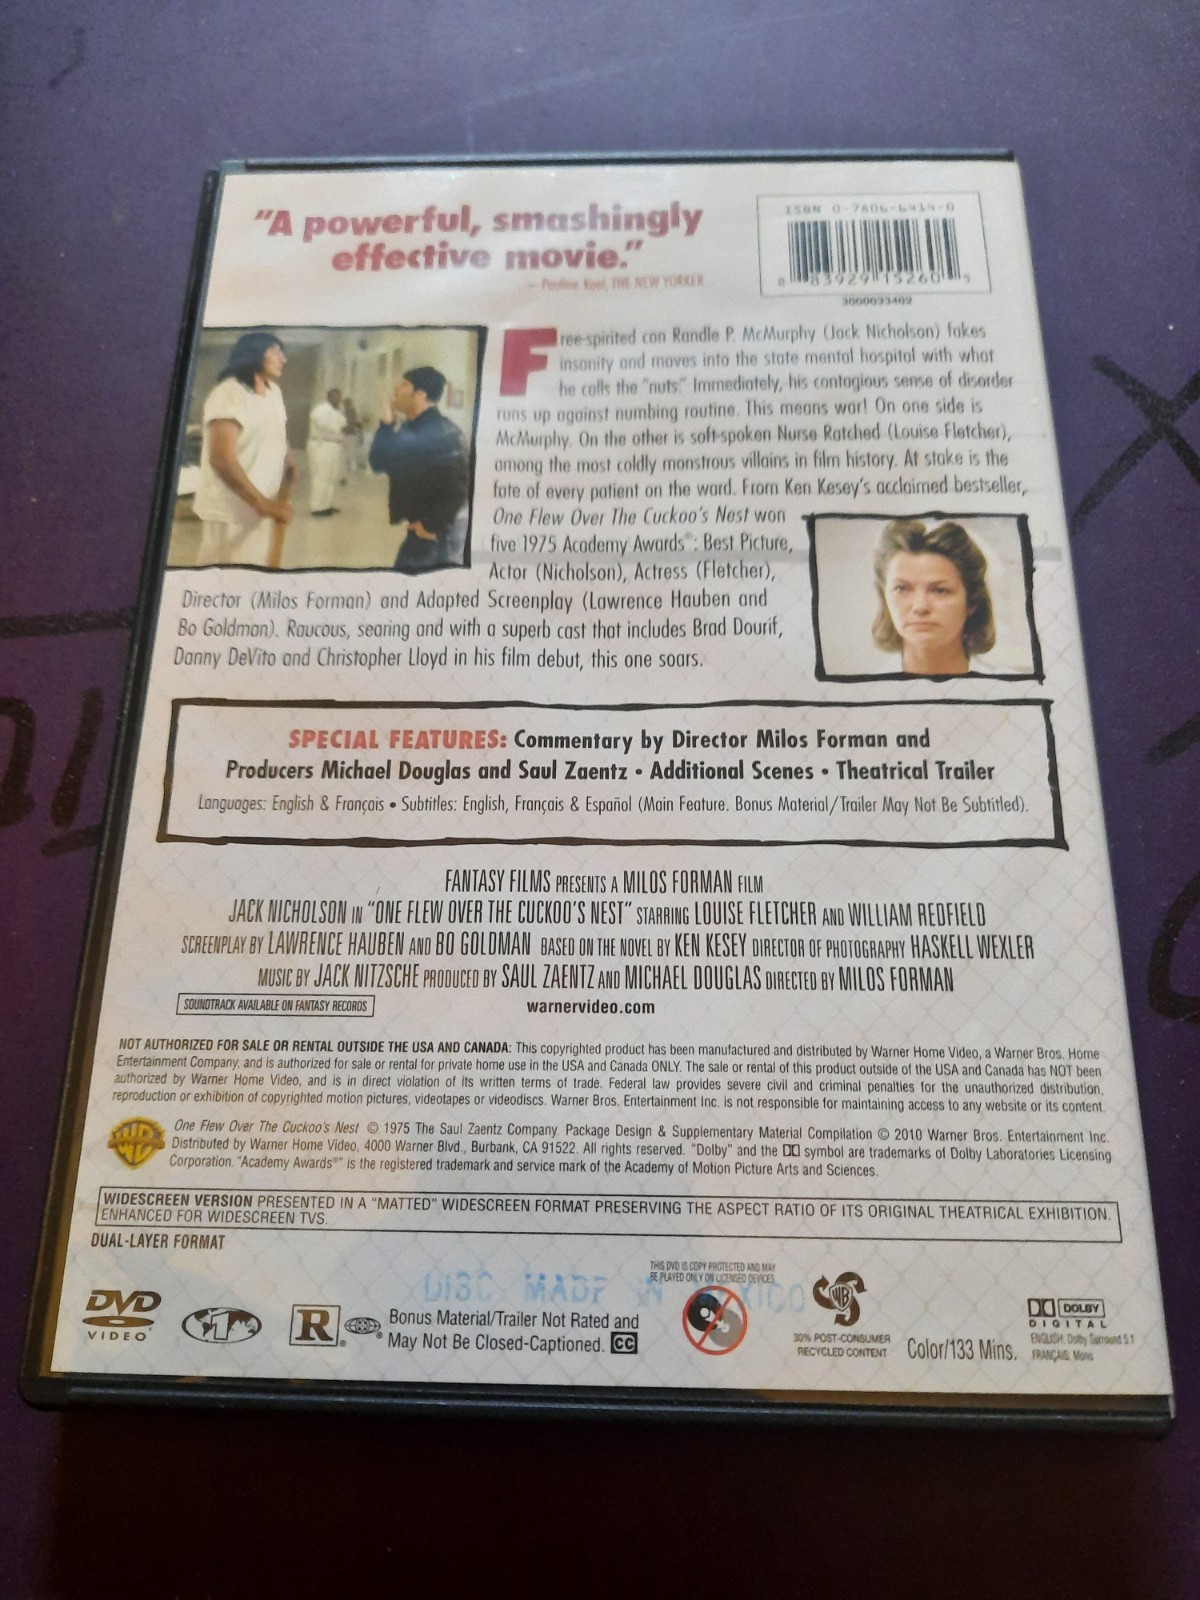 "A powerful, smashingly
effective movie."
– Pauline Kael, THE NEW YORKER
ISBN 0-7806-6414-0
8 83929 15260 5
3000033402
Free-spirited con Randle P. McMurphy (Jack Nicholson) fakes
insanity and moves into the state mental hospital with what
he calls the "nuts." Immediately, his contagious sense of disorder
runs up against numbing routine. This means war! On one side is
McMurphy. On the other is soft-spoken Nurse Ratched (Louise Fletcher),
among the most coldly monstrous villains in film history. At stake is the
fate of every patient on the ward. From Ken Kesey's acclaimed bestseller,
One Flew Over The Cuckoo's Nest won
five 1975 Academy Awards®: Best Picture,
Actor (Nicholson), Actress (Fletcher),
Director (Milos Forman) and Adapted Screenplay (Lawrence Hauben and
Bo Goldman). Raucous, searing and with a superb cast that includes Brad Dourif,
Danny DeVito and Christopher Lloyd in his film debut, this one soars.
SPECIAL FEATURES: Commentary by Director Milos Forman and
Producers Michael Douglas and Saul Zaentz • Additional Scenes • Theatrical Trailer
Languages: English & Français • Subtitles: English, Français & Español (Main Feature. Bonus Material/Trailer May Not Be Subtitled).
FANTASY FILMS PRESENTS A MILOS FORMAN FILM
JACK NICHOLSON IN "ONE FLEW OVER THE CUCKOO'S NEST" STARRING LOUISE FLETCHER AND WILLIAM REDFIELD
SCREENPLAY BY LAWRENCE HAUBEN AND BO GOLDMAN BASED ON THE NOVEL BY KEN KESEY DIRECTOR OF PHOTOGRAPHY HASKELL WEXLER
MUSIC BY JACK NITZSCHE PRODUCED BY SAUL ZAENTZ AND MICHAEL DOUGLAS DIRECTED BY MILOS FORMAN
SOUNDTRACK AVAILABLE ON FANTASY RECORDS
warnervideo.com
NOT AUTHORIZED FOR SALE OR RENTAL OUTSIDE THE USA AND CANADA: This copyrighted product has been manufactured and distributed by Warner Home Video, a Warner Bros. Home
Entertainment Company, and is authorized for sale or rental for private home use in the USA and Canada ONLY. The sale or rental of this product outside of the USA and Canada has NOT been
authorized by Warner Home Video, and is in direct violation of its written terms of trade. Federal law provides severe civil and criminal penalties for the unauthorized distribution,
reproduction or exhibition of copyrighted motion pictures, videotapes or videodiscs. Warner Bros. Entertainment Inc. is not responsible for maintaining access to any website or its content.
One Flew Over The Cuckoo's Nest © 1975 The Saul Zaentz Company. Package Design & Supplementary Material Compilation © 2010 Warner Bros. Entertainment Inc.
Distributed by Warner Home Video, 4000 Warner Blvd., Burbank, CA 91522. All rights reserved. "Dolby" and the DD symbol are trademarks of Dolby Laboratories Licensing
Corporation. "Academy Awards®" is the registered trademark and service mark of the Academy of Motion Picture Arts and Sciences.
WIDESCREEN VERSION PRESENTED IN A "MATTED" WIDESCREEN FORMAT PRESERVING THE ASPECT RATIO OF ITS ORIGINAL THEATRICAL EXHIBITION.
ENHANCED FOR WIDESCREEN TVS.
DUAL-LAYER FORMAT
THIS DVD IS COPY PROTECTED AND MAY
BE PLAYED ONLY ON LICENSED DEVICES
DISC MADE IN MEXICO
DVD
VIDEO
1
R
Bonus Material/Trailer Not Rated and
May Not Be Closed-Captioned. CC
WB
30% POST-CONSUMER
RECYCLED CONTENT
Color/133 Mins.
DOLBY
DIGITAL
ENGLISH: Dolby Surround 5.1
FRANÇAIS: Mono